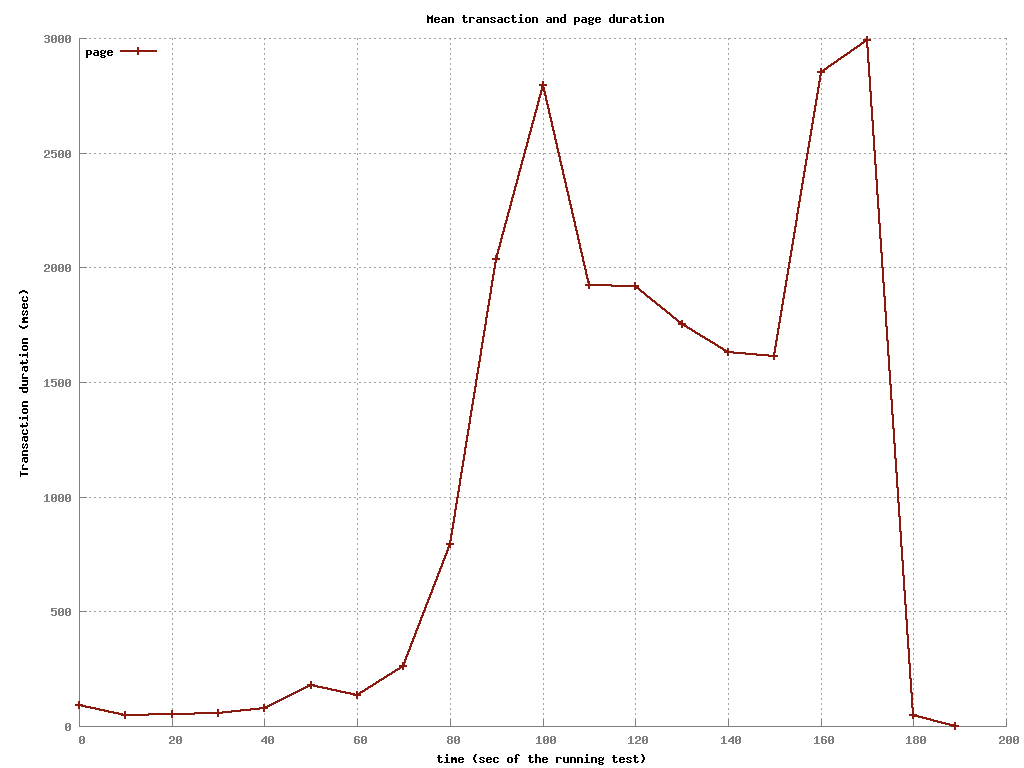 Mean transaction and page duration
page
3000
2500
2000
1500
1000
500
0
Transaction duration (msec)
0 20 40 60 80 100 120 140 160 180 200
time (sec of the running test)